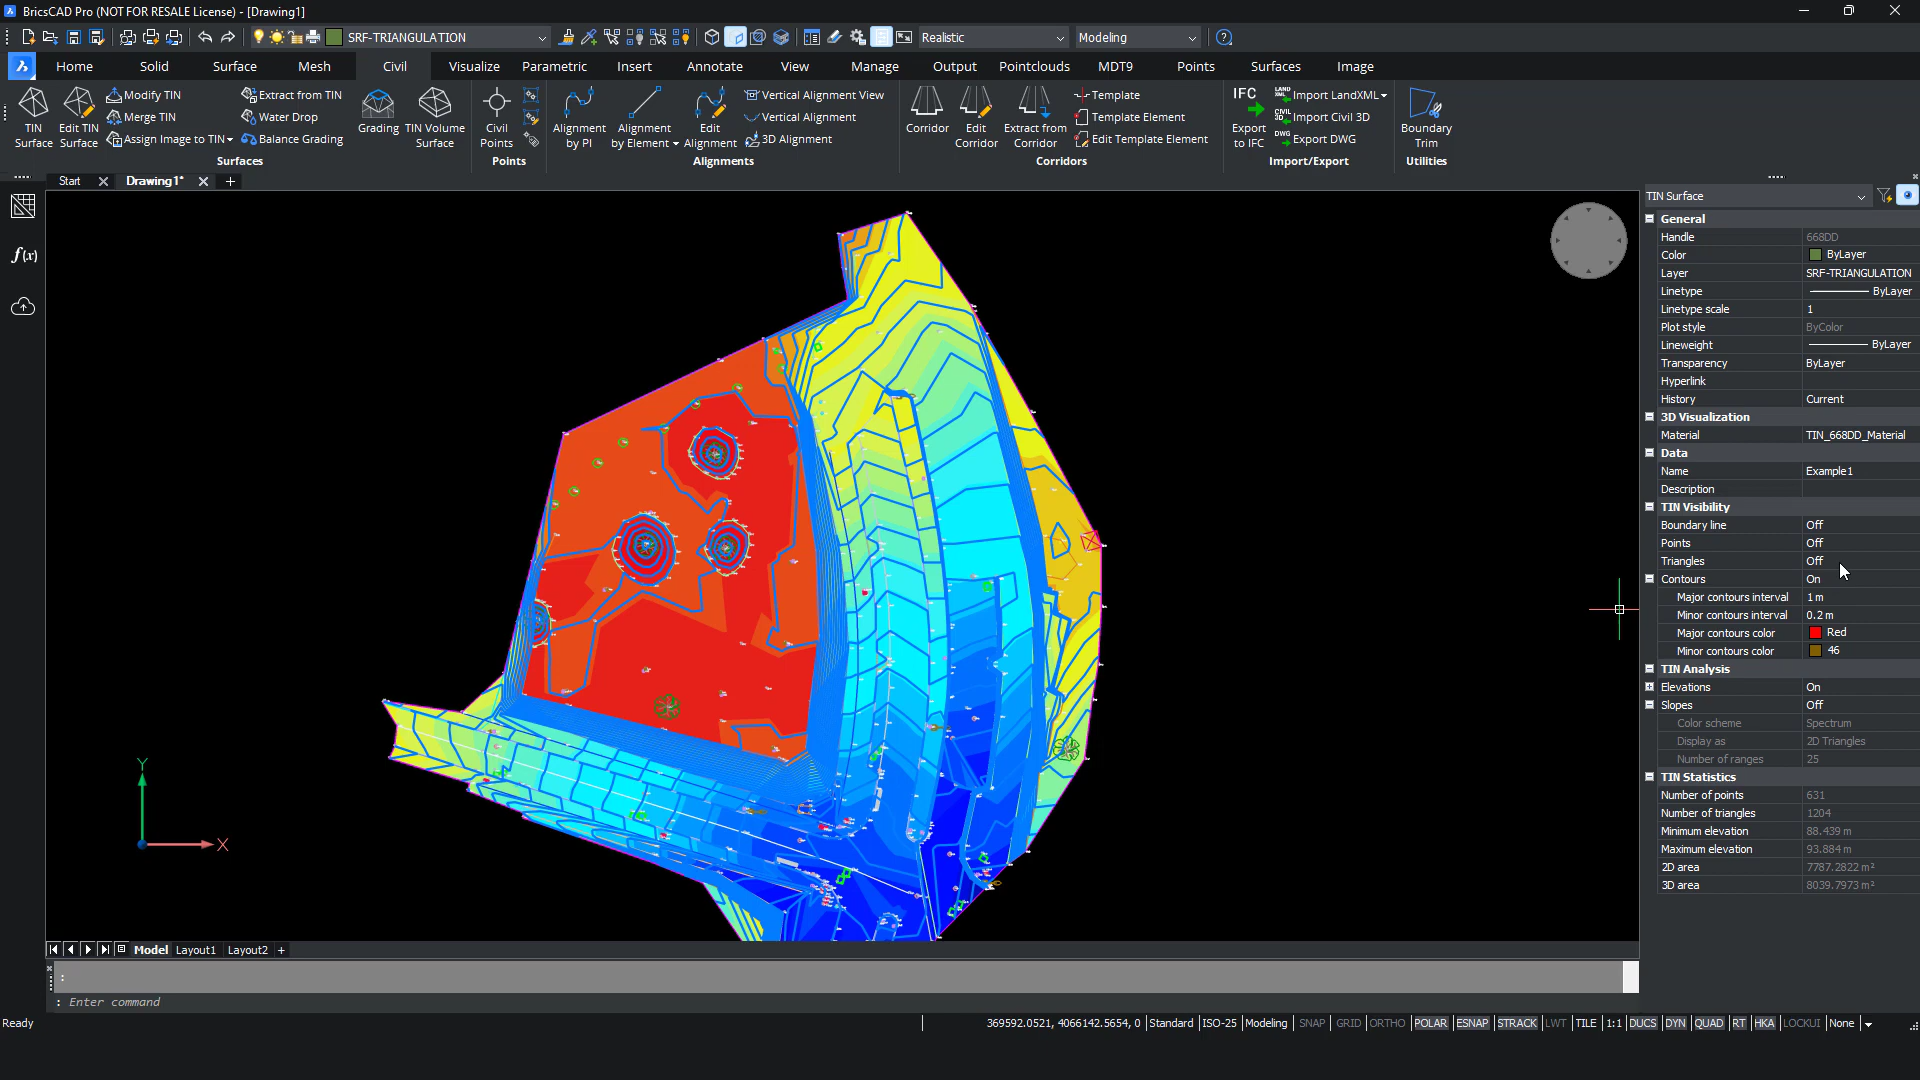 BricsCAD Pro (NOT FOR RESALE License) - [Drawing1]
SRF-TRIANGULATION
Realistic
Modeling
Home Solid Surface Mesh Civil Visualize Parametric Insert Annotate View Manage Output Pointclouds MDT9 Points Surfaces Image
TIN Surface
Edit TIN Surface
Modify TIN
Merge TIN
Assign Image to TIN
Extract from TIN
Water Drop
Balance Grading
Grading
TIN Volume Surface
Surfaces
Civil Points
Points
Alignment by PI
Alignment by Element
Edit Alignment
Vertical Alignment View
Vertical Alignment
3D Alignment
Alignments
Corridor
Edit Corridor
Extract from Corridor
Template
Template Element
Edit Template Element
Corridors
IFC
Export to IFC
LAND XML Import LandXML
CIVIL 3D Import Civil 3D
DWG Export DWG
Import/Export
Boundary Trim
Utilities
Start
Drawing1*
f(x)
Y
X
TIN Surface
General
Handle 668DD
Color ByLayer
Layer SRF-TRIANGULATION
Linetype ByLayer
Linetype scale 1
Plot style ByColor
Lineweight ByLayer
Transparency ByLayer
Hyperlink
History Current
3D Visualization
Material TIN_668DD_Material
Data
Name Example1
Description
TIN Visibility
Boundary line Off
Points Off
Triangles Off
Contours On
Major contours interval 1 m
Minor contours interval 0.2 m
Major contours color Red
Minor contours color 46
TIN Analysis
Elevations On
Slopes Off
Color scheme Spectrum
Display as 2D Triangles
Number of ranges 25
TIN Statistics
Number of points 631
Number of triangles 1204
Minimum elevation 88.439 m
Maximum elevation 93.884 m
2D area 7787.2822 m²
3D area 8039.7973 m²
Model Layout1 Layout2 +
:
: Enter command
Ready
369592.0521, 4066142.5654, 0 Standard ISO-25 Modeling SNAP GRID ORTHO POLAR ESNAP STRACK LWT TILE 1:1 DUCS DYN QUAD RT HKA LOCKUI None